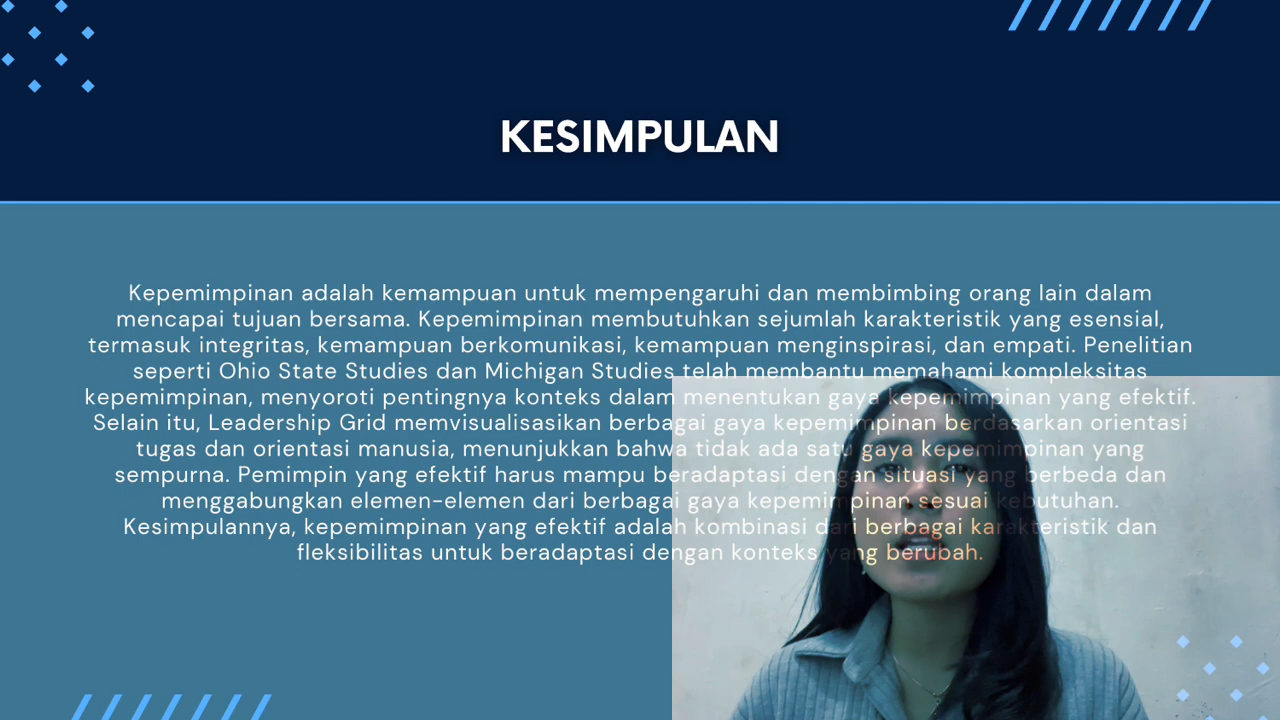 KESIMPULAN
Kepemimpinan adalah kemampuan untuk mempengaruhi dan membimbing orang lain dalam
mencapai tujuan bersama. Kepemimpinan membutuhkan sejumlah karakteristik yang esensial,
termasuk integritas, kemampuan berkomunikasi, kemampuan menginspirasi, dan empati. Penelitian
seperti Ohio State Studies dan Michigan Studies telah membantu memahami kompleksitas
kepemimpinan, menyoroti pentingnya konteks dalam menentukan gaya kepemimpinan yang efektif.
Selain itu, Leadership Grid memvisualisasikan berbagai gaya kepemimpinan berdasarkan orientasi
tugas dan orientasi manusia, menunjukkan bahwa tidak ada satu gaya kepemimpinan yang
sempurna. Pemimpin yang efektif harus mampu beradaptasi dengan situasi yang berbeda dan
menggabungkan elemen-elemen dari berbagai gaya kepemimpinan sesuai kebutuhan.
Kesimpulannya, kepemimpinan yang efektif adalah kombinasi dari berbagai karakteristik dan
fleksibilitas untuk beradaptasi dengan konteks yang berubah.